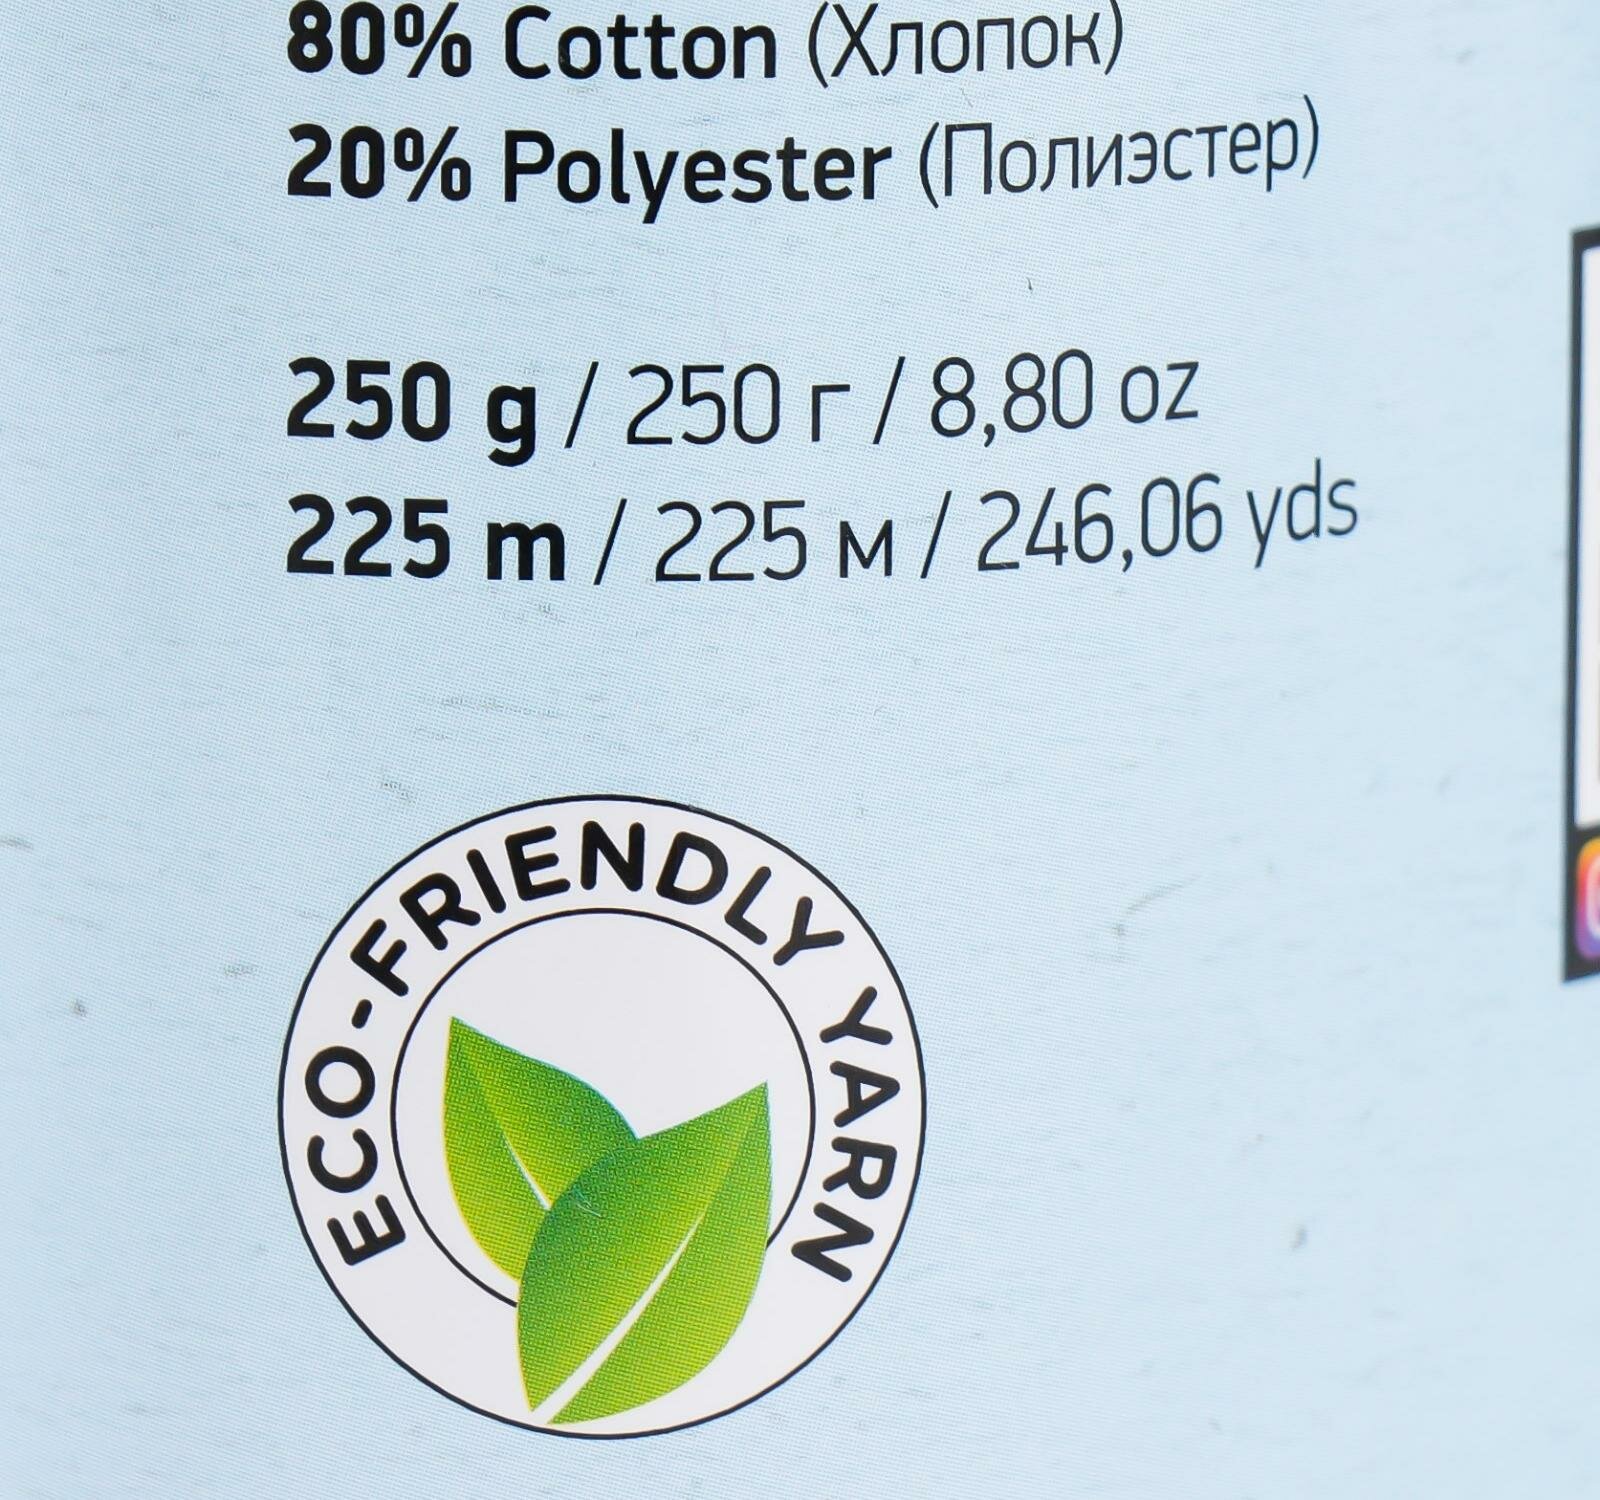 80% Cotton (Хлопок)
20% Polyester (Полиэстер)
250 g / 250 г / 8,80 oz
225 m / 225 м / 246,06 yds
ECO-FRIENDLY YARN